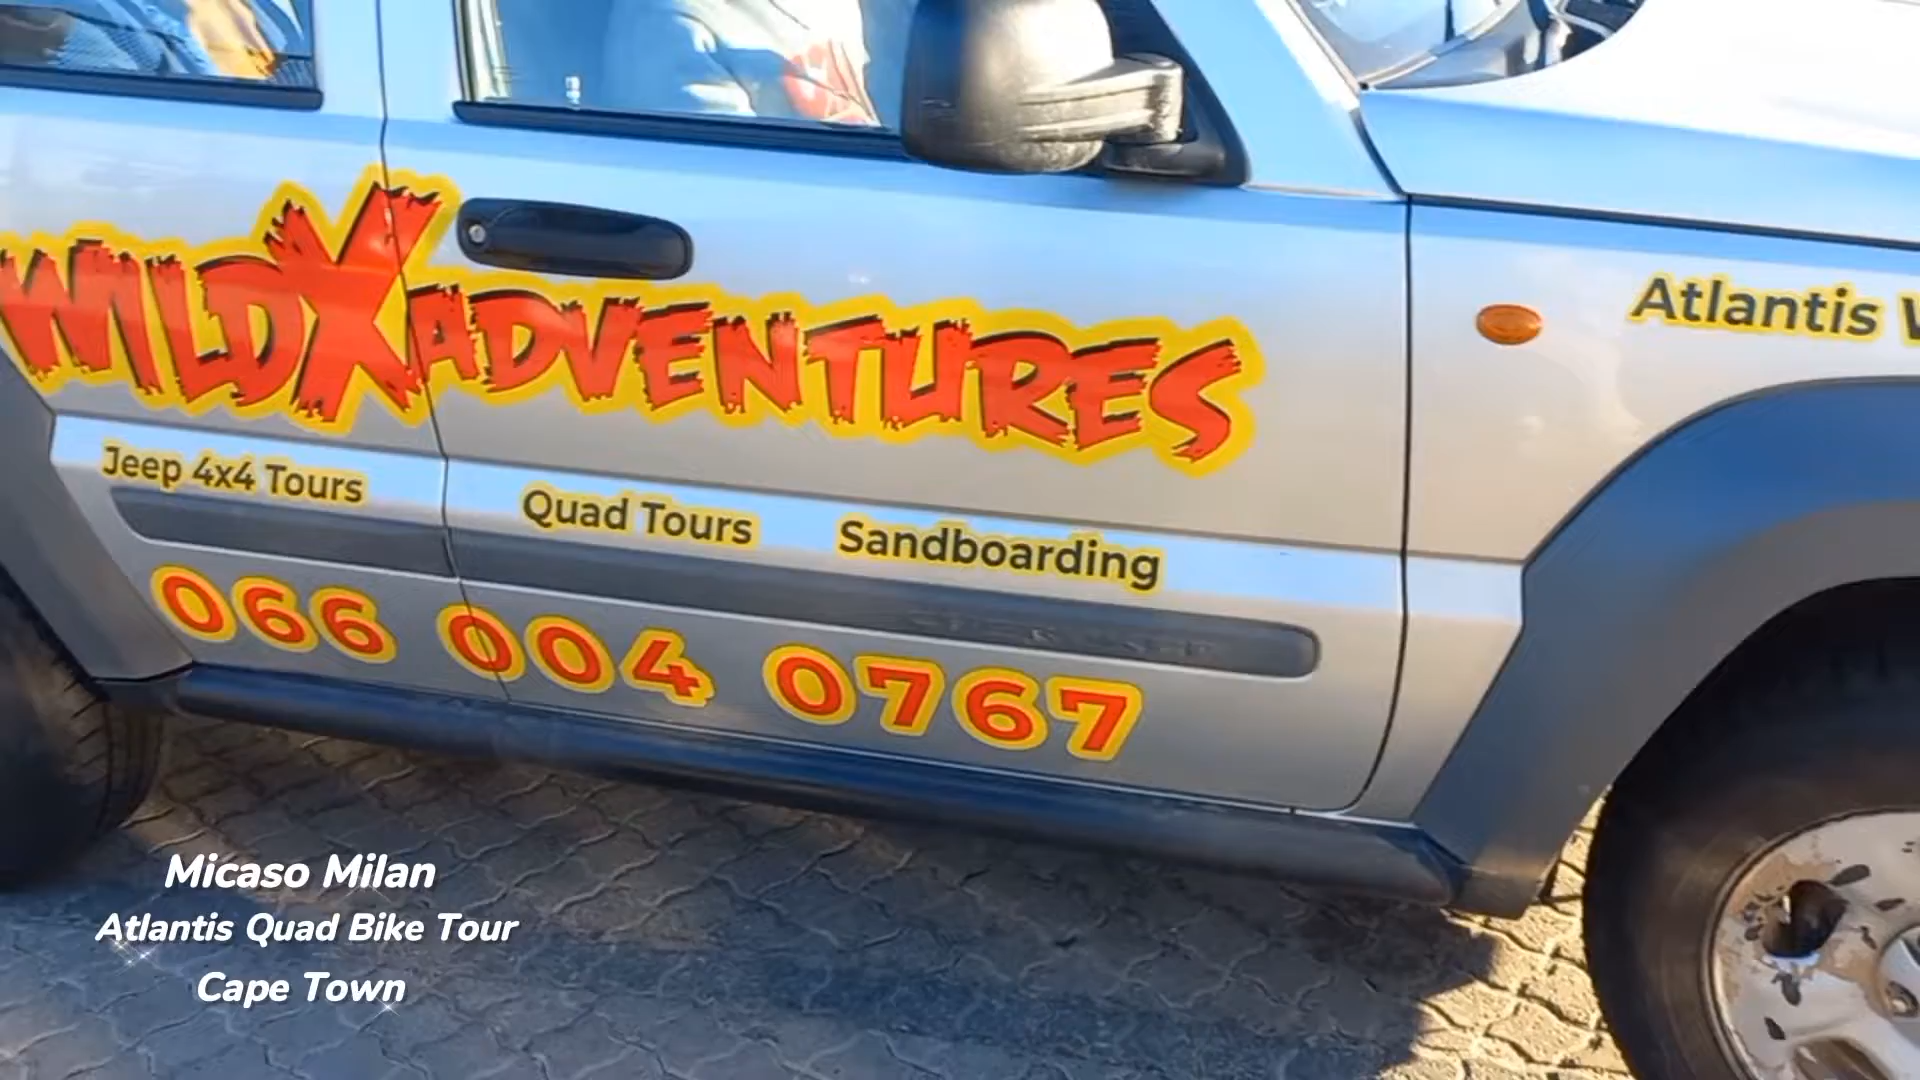 WILDXADVENTURES
Atlantis
Jeep 4x4 Tours
Quad Tours
Sandboarding
066 004 0767
Micaso Milan
Atlantis Quad Bike Tour
Cape Town